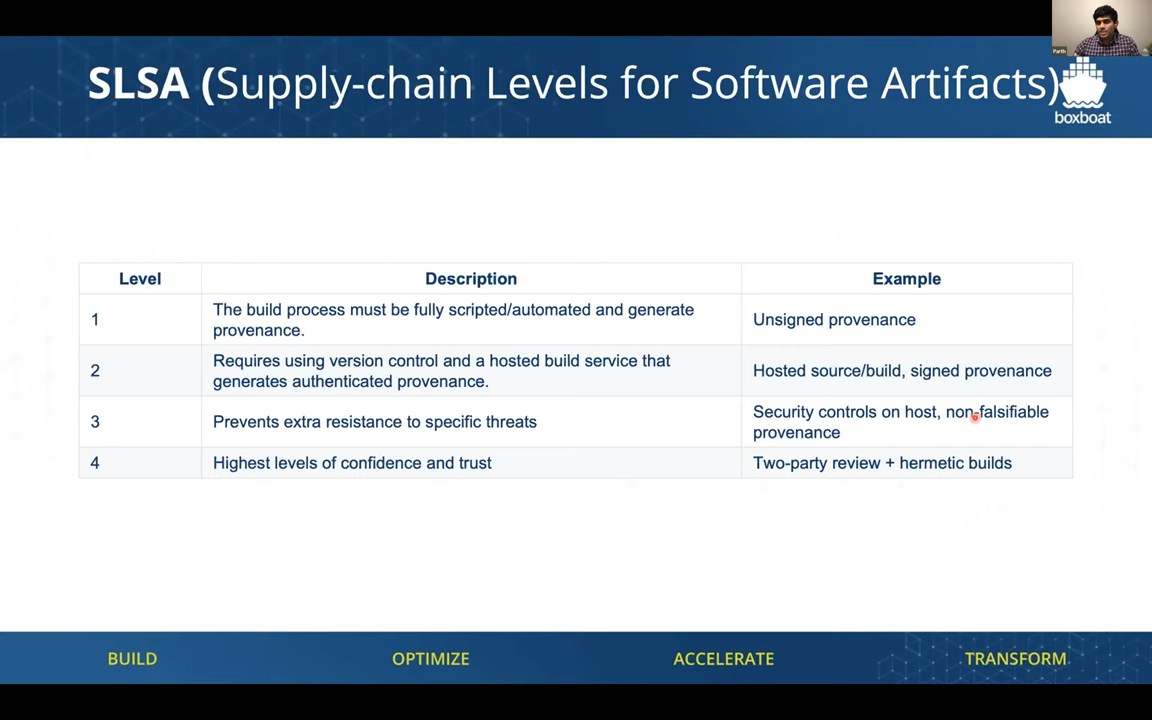 Parth
SLSA (Supply-chain Levels for Software Artifacts)
boxboat
Level Description Example
1 The build process must be fully scripted/automated and generate
provenance. Unsigned provenance
2 Requires using version control and a hosted build service that
generates authenticated provenance. Hosted source/build, signed provenance
3 Prevents extra resistance to specific threats Security controls on host, non-falsifiable
provenance
4 Highest levels of confidence and trust Two-party review + hermetic builds
BUILD OPTIMIZE ACCELERATE TRANSFORM